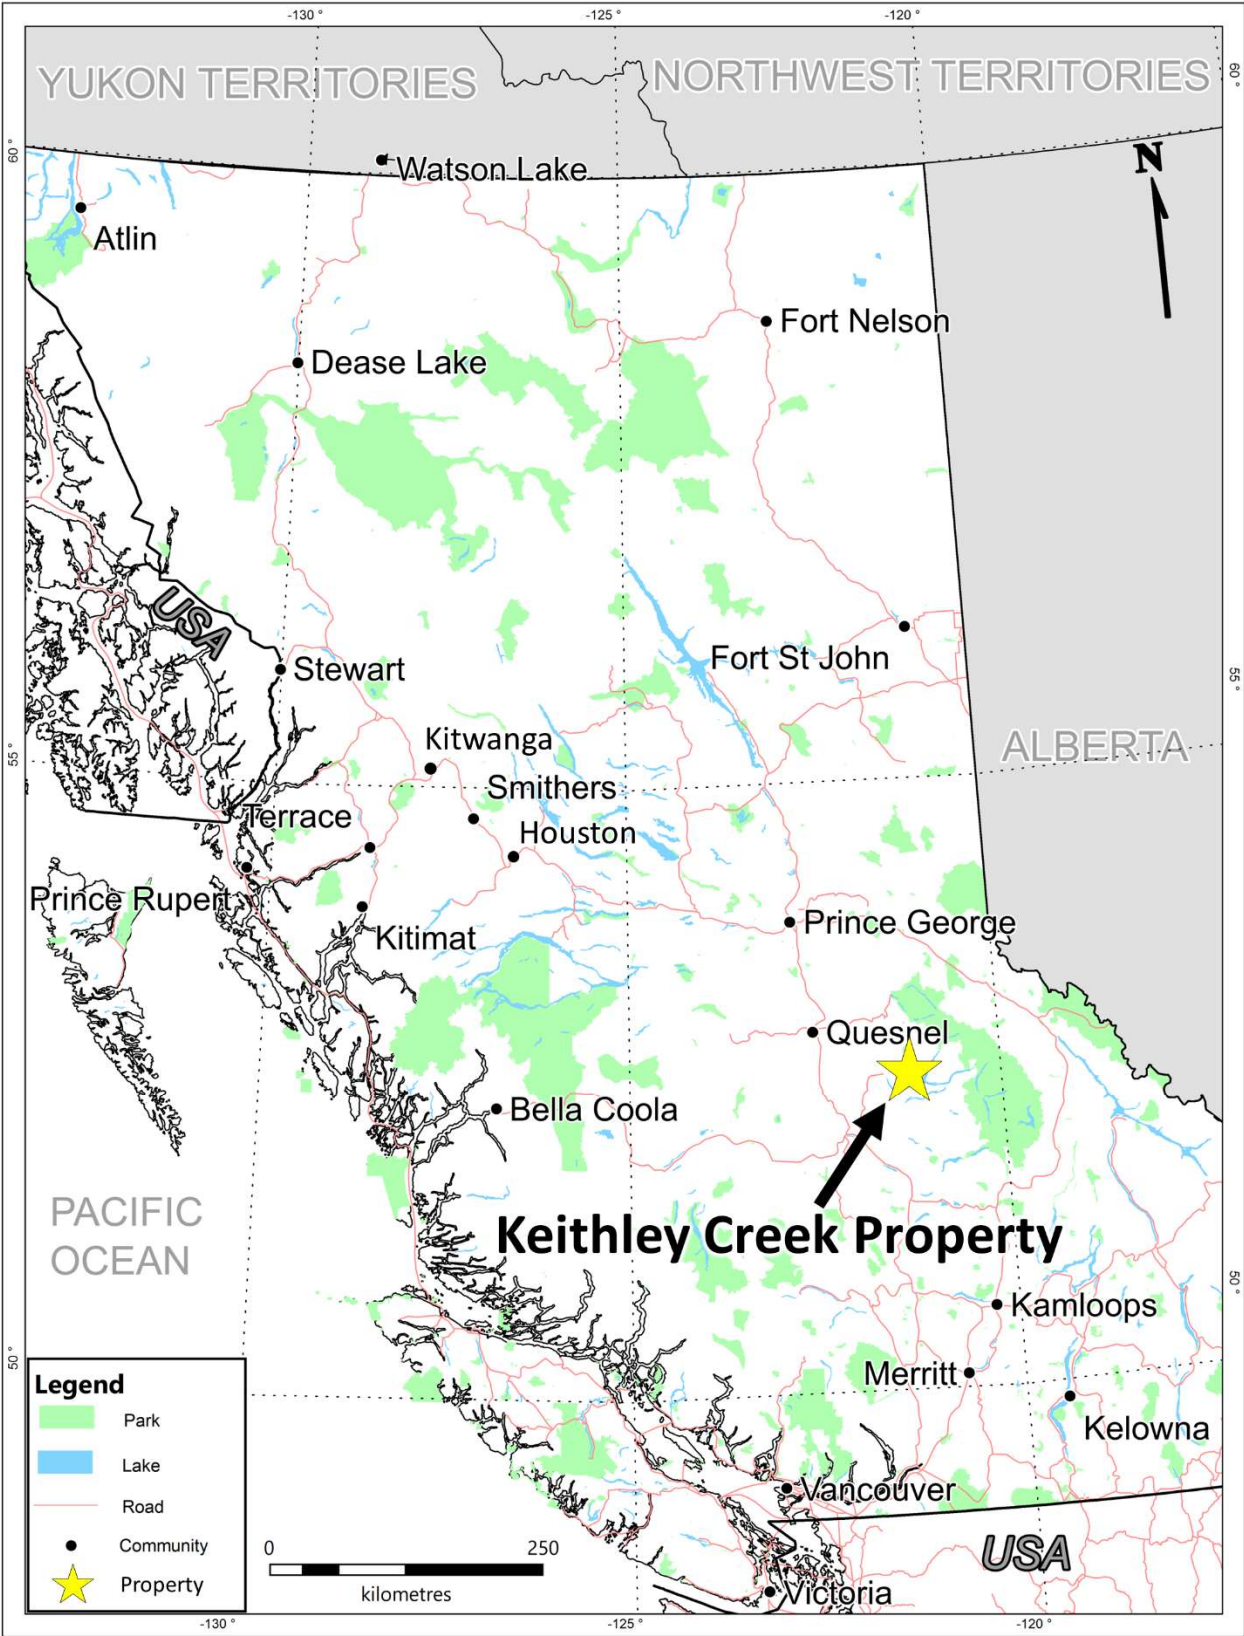 -130 °
-125 °
-120 °
YUKON TERRITORIES
NORTHWEST TERRITORIES
60 °
60 °
N
Watson Lake
Atlin
Fort Nelson
Dease Lake
USA
Fort St John
Stewart
55 °
55 °
ALBERTA
Kitwanga
Smithers
Terrace
Houston
Prince Rupert
Prince George
Kitimat
Quesnel
Bella Coola
PACIFIC
OCEAN
Keithley Creek Property
50 °
50 °
Kamloops
Merritt
Kelowna
Vancouver
USA
Victoria
Legend
Park
Lake
Road
Community
Property
0
250
kilometres
-130 °
-125 °
-120 °